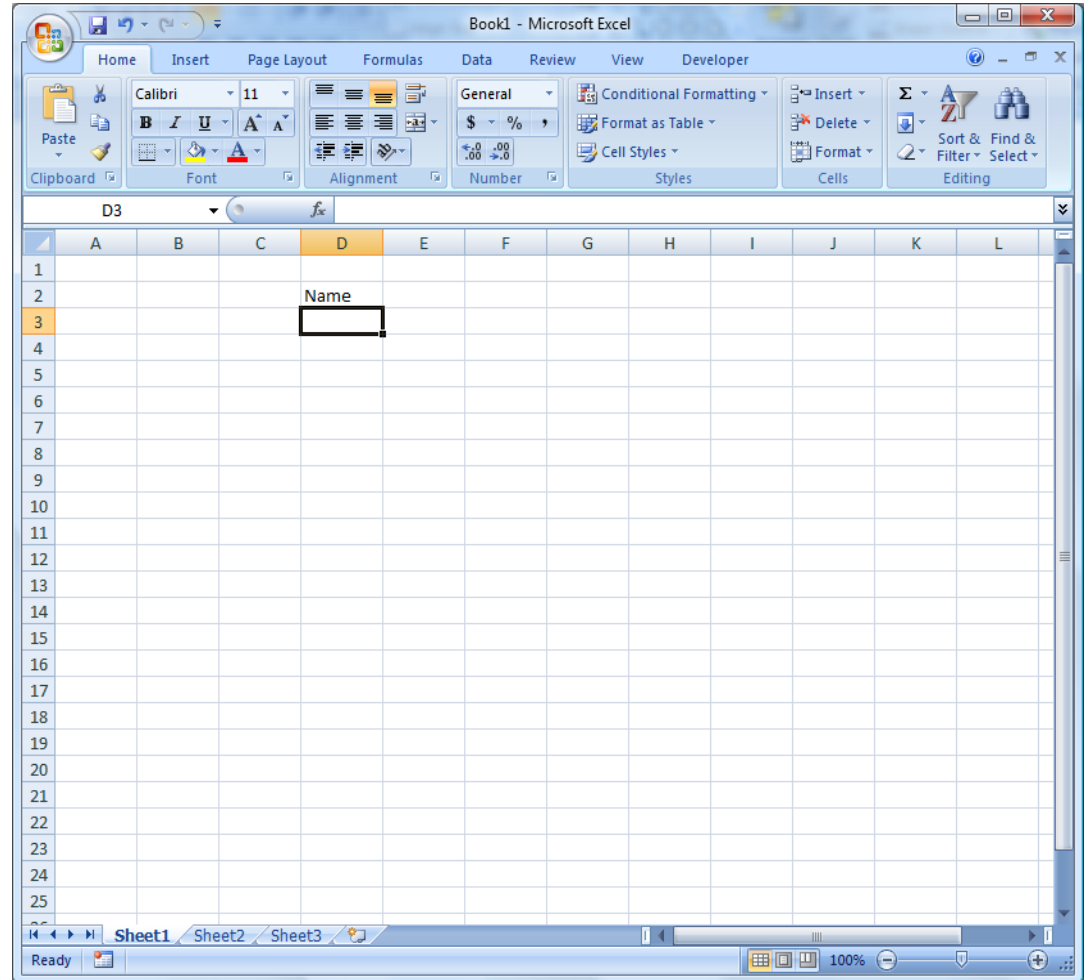 Book1 - Microsoft Excel
Home Insert Page Layout Formulas Data Review View Developer
Calibri 11 General Conditional Formatting Insert Σ
B I U A A $ % , Format as Table Delete
Paste Sort & Find &
A .00 .0 Cell Styles Format Filter Select
Clipboard Font Alignment Number Styles Cells Editing
D3 fx
A B C D E F G H I J K L
1
2 Name
3
4
5
6
7
8
9
10
11
12
13
14
15
16
17
18
19
20
21
22
23
24
25
Sheet1 Sheet2 Sheet3
Ready 100%